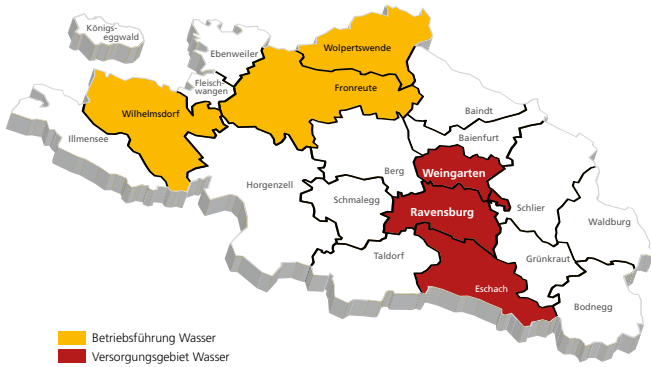 Königs-
eggwald
Wolpertswende
Ebenweiler
Fleisch-
wangen
Fronreute
Wilhelmsdorf
Baindt
Illmensee
Baienfurt
Berg
Weingarten
Horgenzell
Schmalegg
Schlier
Ravensburg
Waldburg
Taldorf
Grünkraut
Eschach
Bodnegg
Betriebsführung Wasser
Versorgungsgebiet Wasser